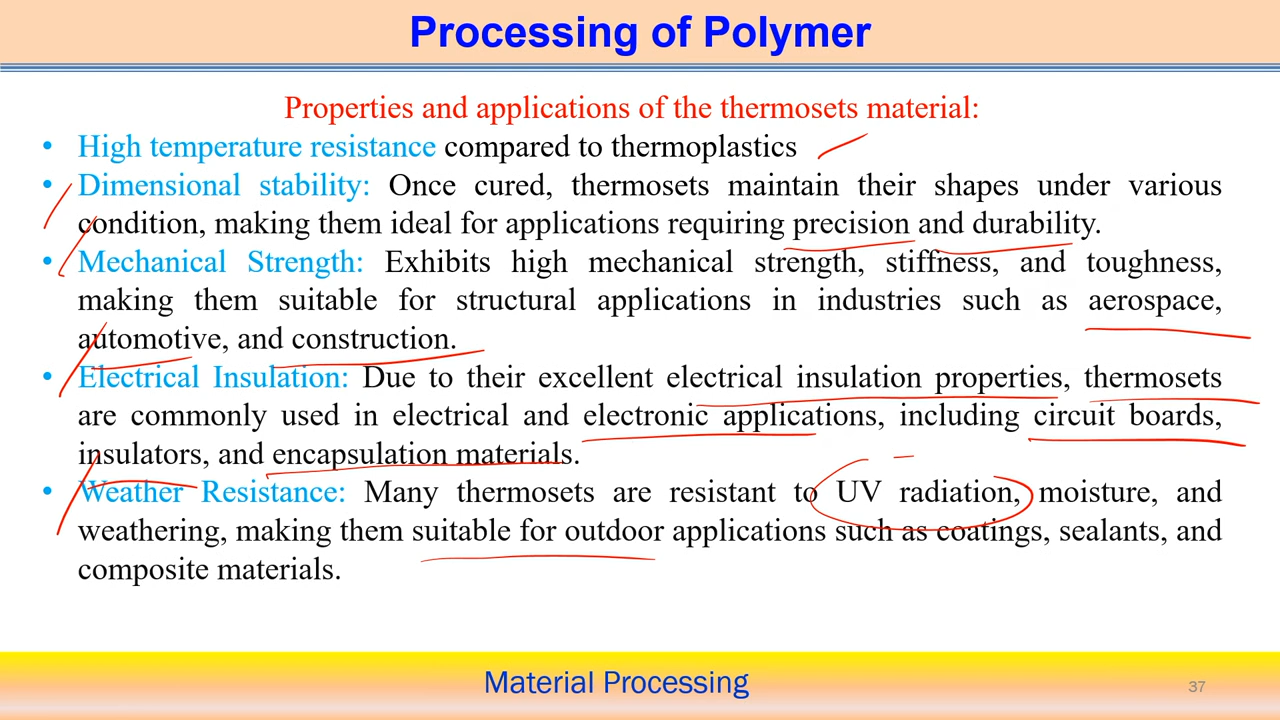 Processing of Polymer
Properties and applications of the thermosets material:
• High temperature resistance compared to thermoplastics
• Dimensional stability: Once cured, thermosets maintain their shapes under various
condition, making them ideal for applications requiring precision and durability.
• Mechanical Strength: Exhibits high mechanical strength, stiffness, and toughness,
making them suitable for structural applications in industries such as aerospace,
automotive, and construction.
• Electrical Insulation: Due to their excellent electrical insulation properties, thermosets
are commonly used in electrical and electronic applications, including circuit boards,
insulators, and encapsulation materials.
• Weather Resistance: Many thermosets are resistant to UV radiation, moisture, and
weathering, making them suitable for outdoor applications such as coatings, sealants, and
composite materials.
Material Processing
37